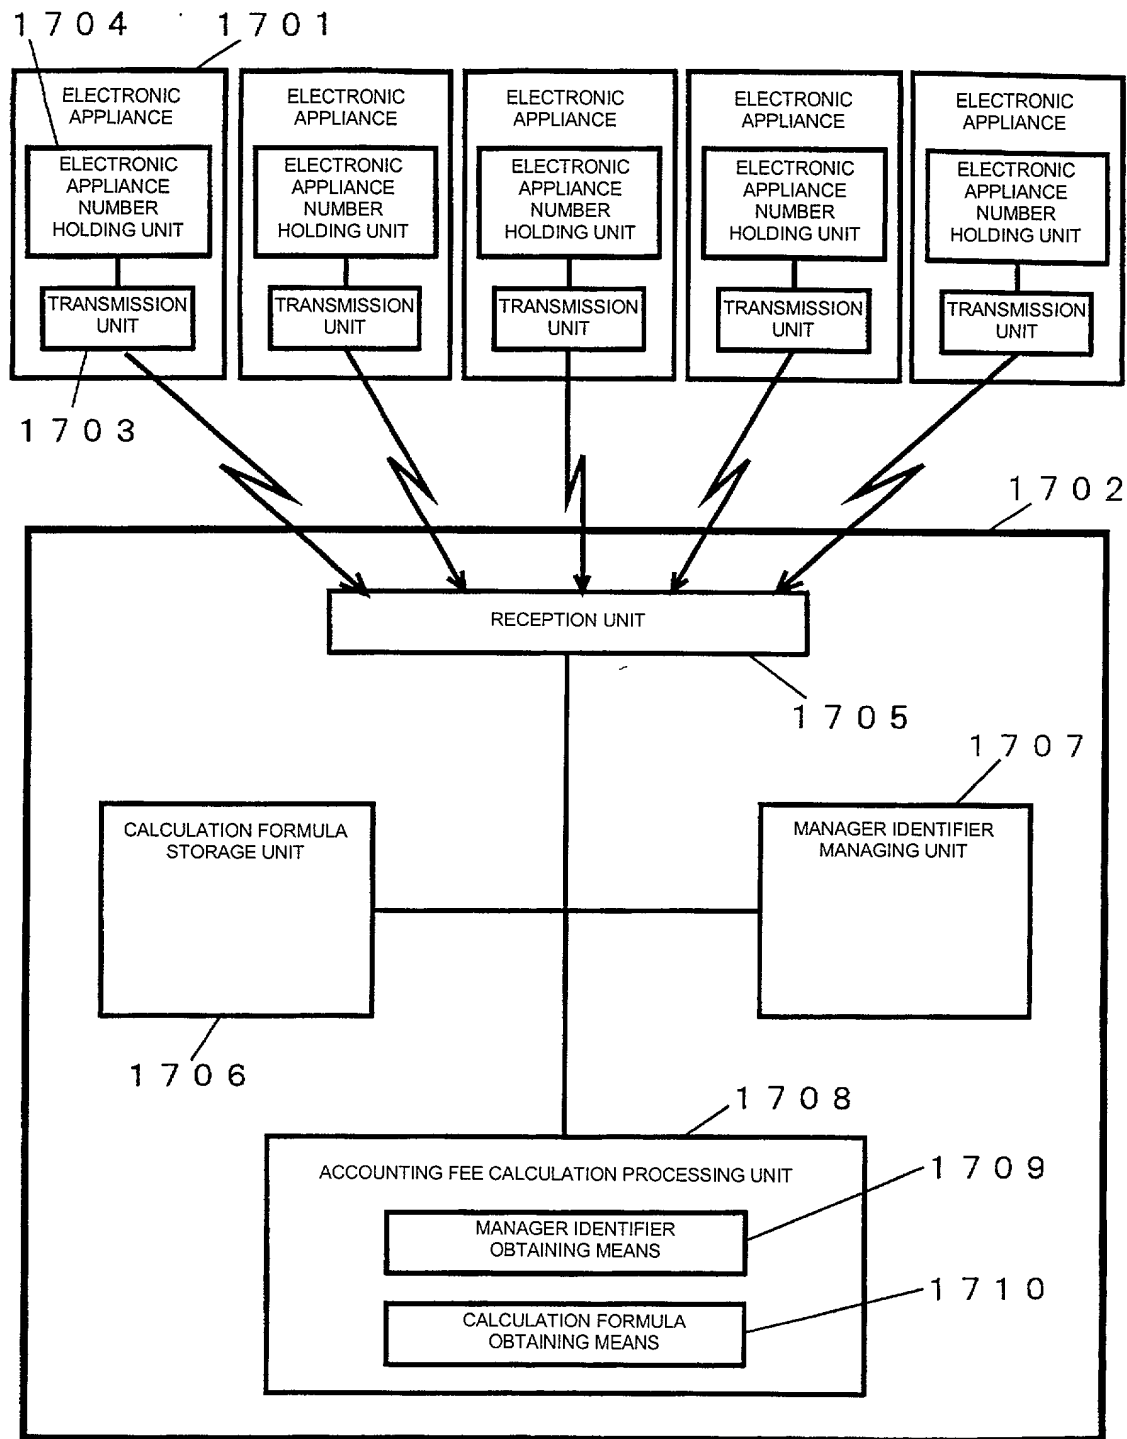 1704
1701
ELECTRONIC
APPLIANCE
ELECTRONIC
APPLIANCE
NUMBER
HOLDING UNIT
TRANSMISSION
UNIT
1703
ELECTRONIC
APPLIANCE
ELECTRONIC
APPLIANCE
NUMBER
HOLDING UNIT
TRANSMISSION
UNIT
ELECTRONIC
APPLIANCE
ELECTRONIC
APPLIANCE
NUMBER
HOLDING UNIT
TRANSMISSION
UNIT
ELECTRONIC
APPLIANCE
ELECTRONIC
APPLIANCE
NUMBER
HOLDING UNIT
TRANSMISSION
UNIT
ELECTRONIC
APPLIANCE
ELECTRONIC
APPLIANCE
NUMBER
HOLDING UNIT
TRANSMISSION
UNIT
1702
RECEPTION UNIT
1705
1707
CALCULATION FORMULA
STORAGE UNIT
MANAGER IDENTIFIER
MANAGING UNIT
1706
1708
ACCOUNTING FEE CALCULATION PROCESSING UNIT
1709
MANAGER IDENTIFIER
OBTAINING MEANS
1710
CALCULATION FORMULA
OBTAINING MEANS